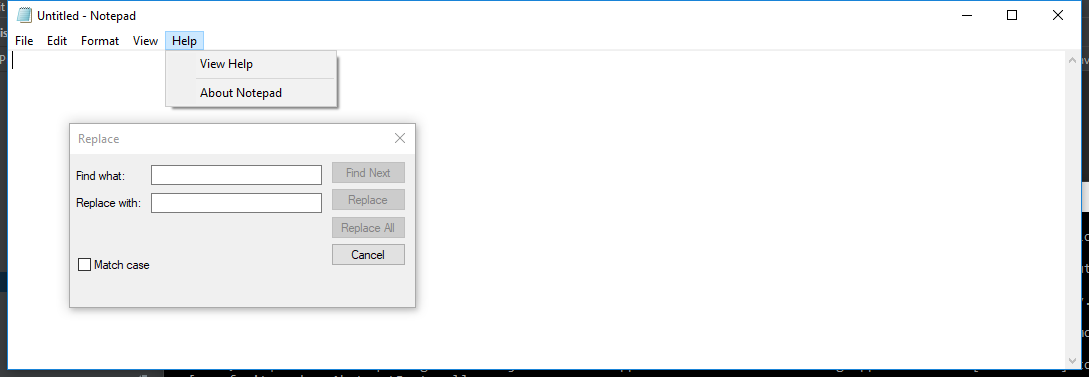 Untitled - Notepad
File Edit Format View Help
View Help
About Notepad
Replace
Find what:
Find Next
Replace with:
Replace
Replace All
Cancel
Match case